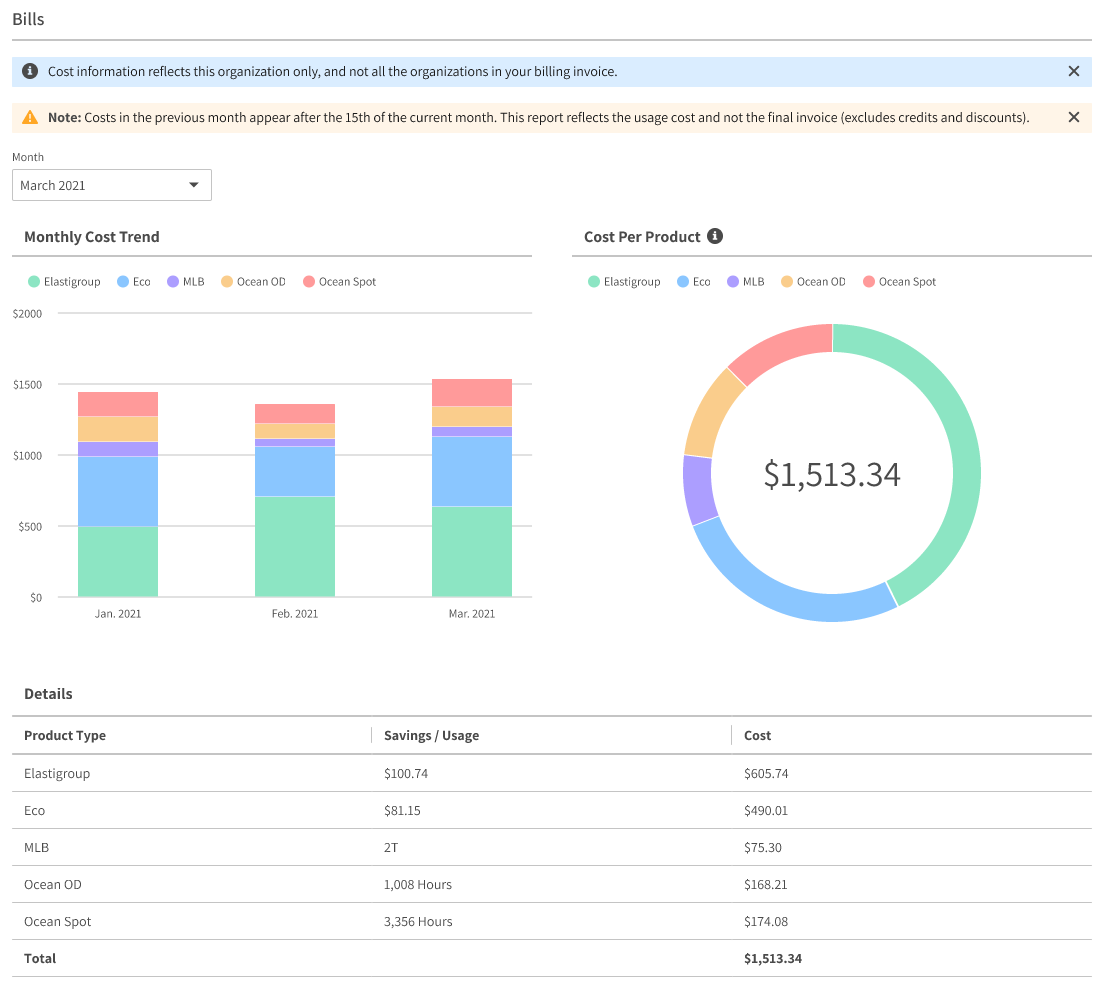 Bills
Cost information reflects this organization only, and not all the organizations in your billing invoice.
Note: Costs in the previous month appear after the 15th of the current month. This report reflects the usage cost and not the final invoice (excludes credits and discounts).
Month
March 2021
Monthly Cost Trend
Elastigroup Eco MLB Ocean OD Ocean Spot
$2000
$1500
$1000
$500
$0
Jan. 2021 Feb. 2021 Mar. 2021
Cost Per Product
Elastigroup Eco MLB Ocean OD Ocean Spot
$1,513.34
Details
Product Type Savings / Usage Cost
Elastigroup $100.74 $605.74
Eco $81.15 $490.01
MLB 2T $75.30
Ocean OD 1,008 Hours $168.21
Ocean Spot 3,356 Hours $174.08
Total $1,513.34